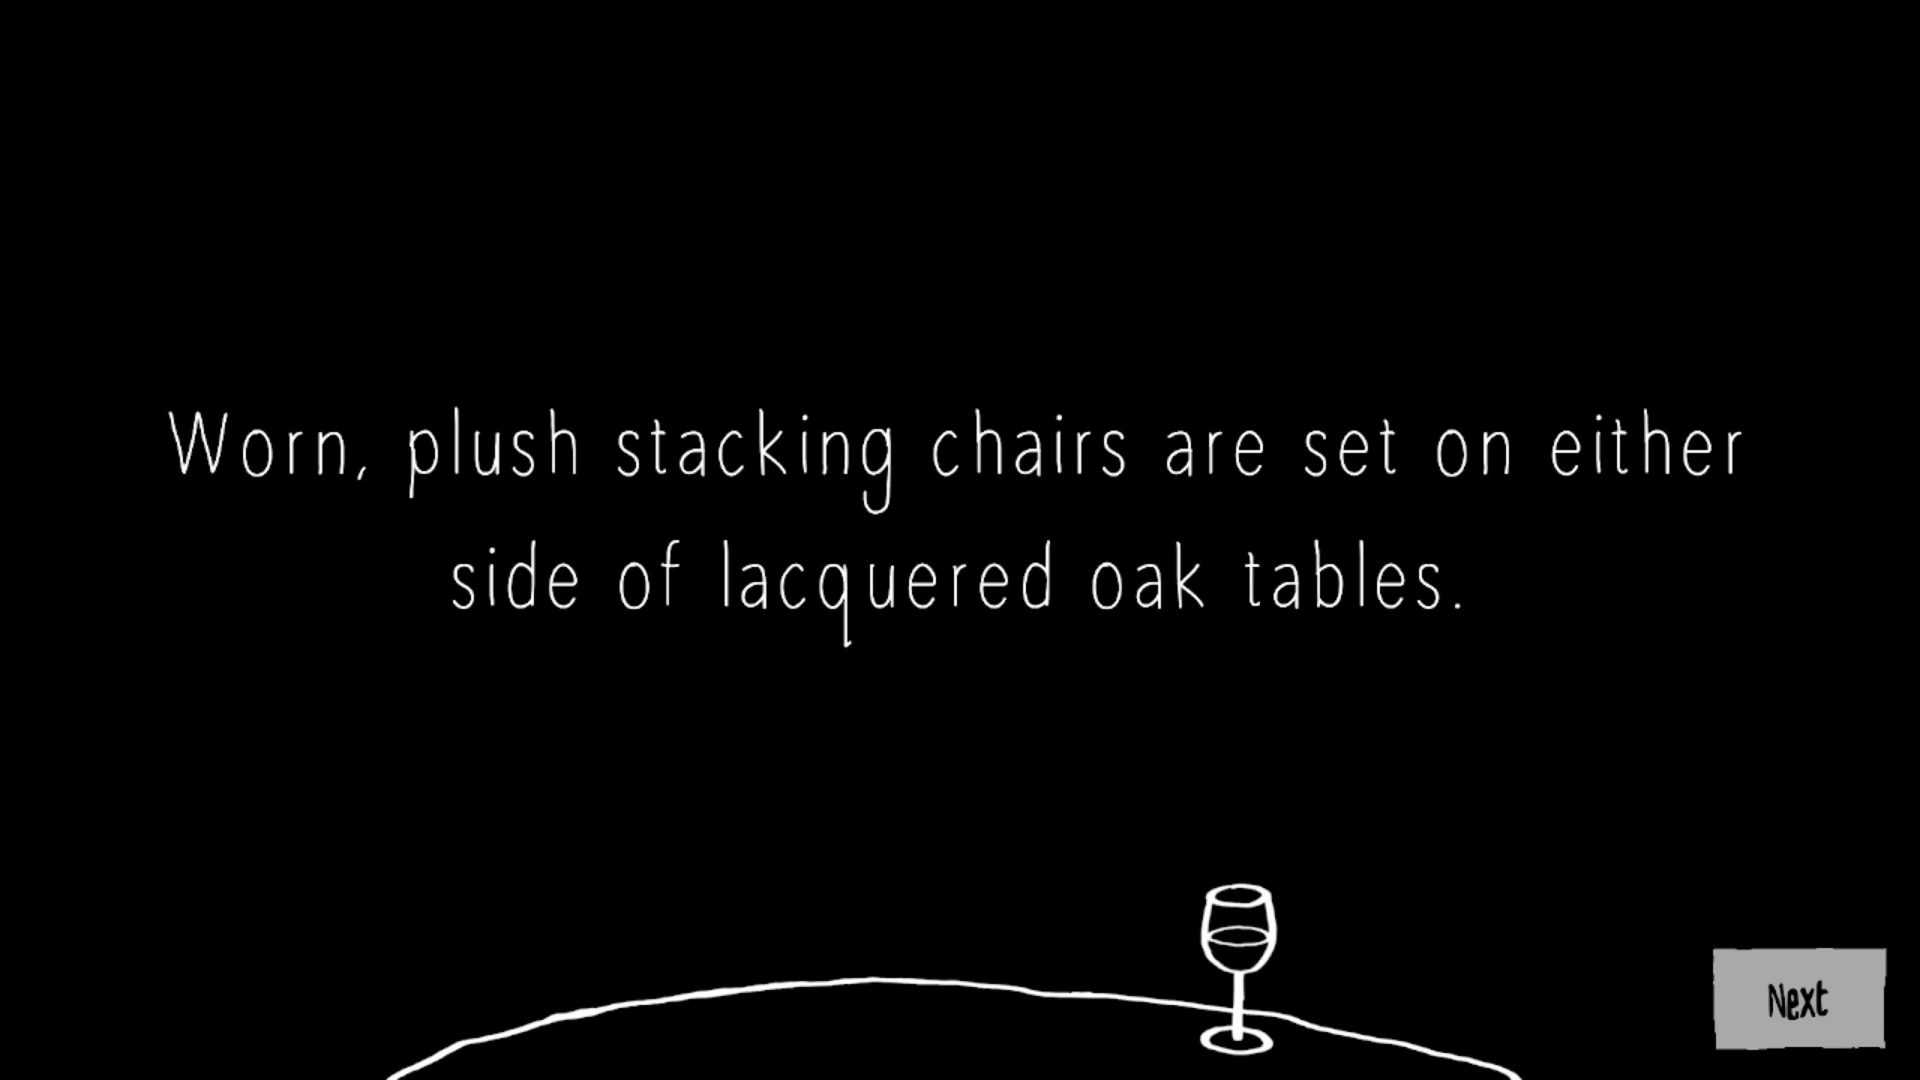 Worn, plush stacking chairs are set on either
side of lacquered oak tables.
Next